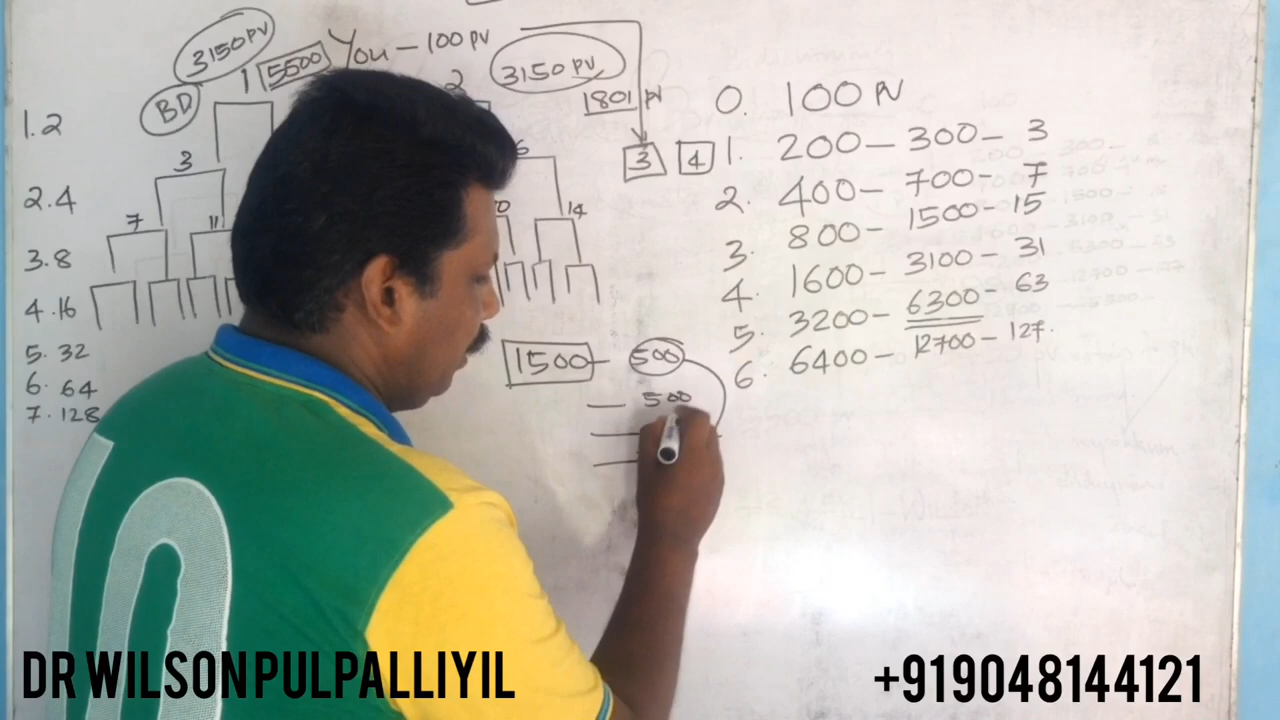 3150 PV
1 5500 You - 100 PV
2
3150 PV
BD
1801 PV
3 4
1. 2
2. 4
3. 8
4. 16
5. 32
6. 64
7. 128
3
6
7 11
10 14
0. 100 PV
1. 200 - 300 - 3
2. 400 - 700 - 7
3. 800 - 1500 - 15
4. 1600 - 3100 - 31
5. 3200 - 6300 - 63
6. 6400 - 12700 - 127.
1500 - 500
- 500
DR WILSON PULPALLIYIL
+919048144121